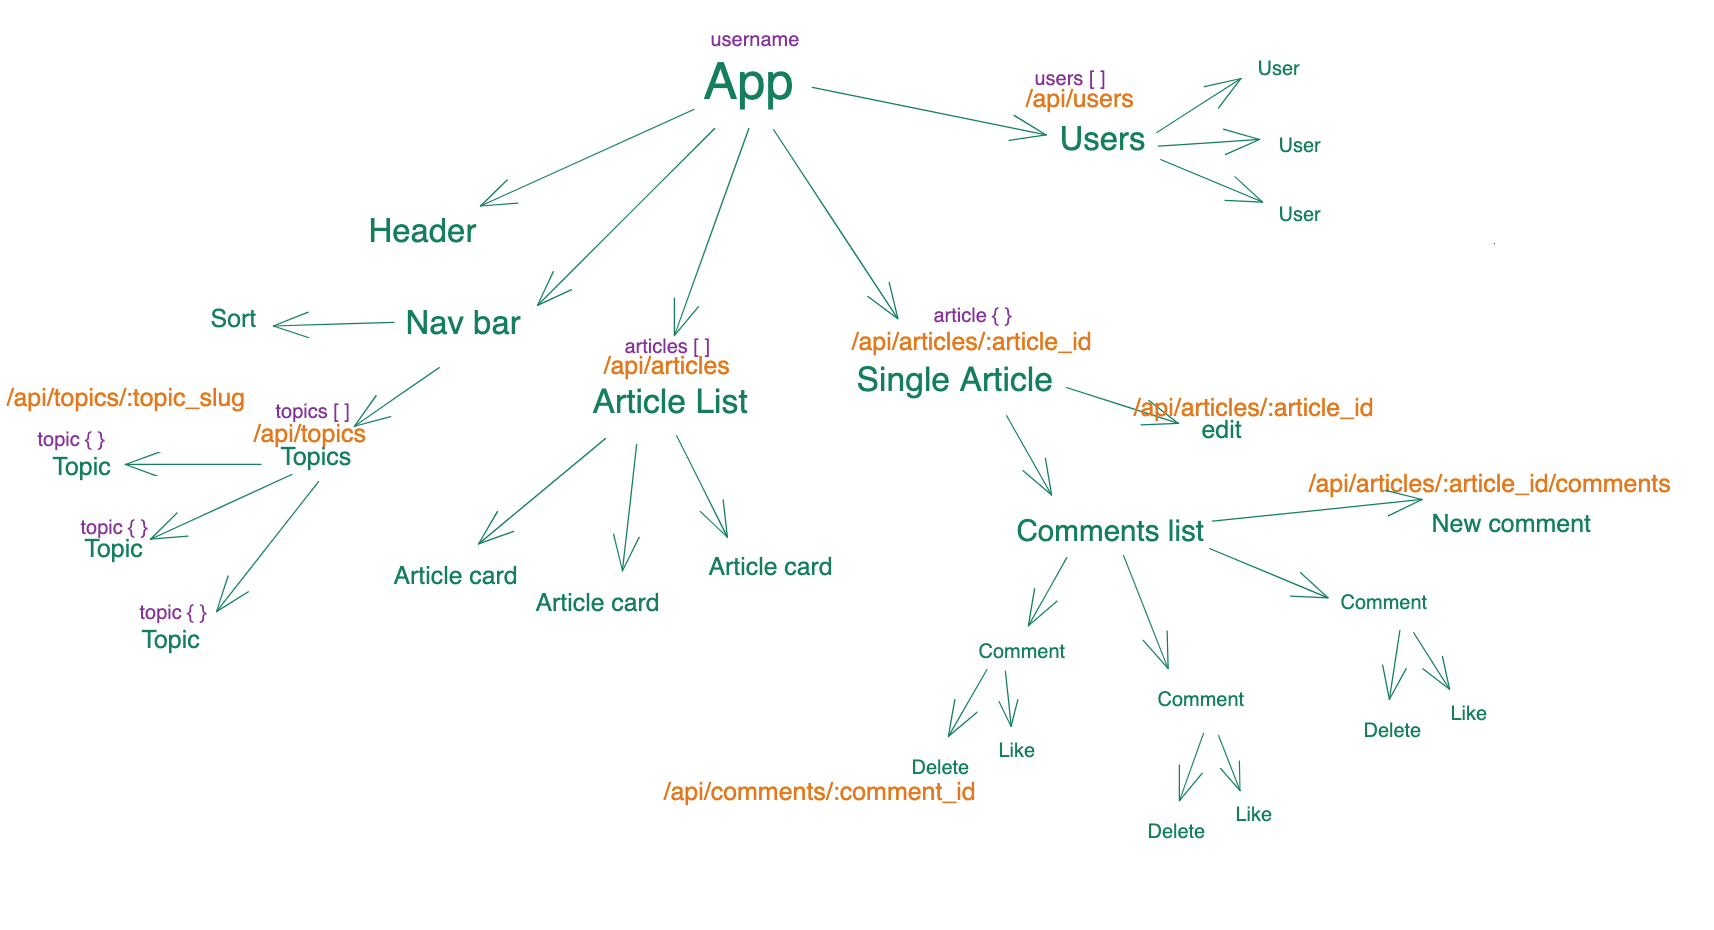 username
App
users [ ]
/api/users
Users
User
User
User
Header
Nav bar
Sort
/api/topics/:topic_slug
topics [ ]
/api/topics
Topics
topic { }
Topic
topic { }
Topic
topic { }
Topic
articles [ ]
/api/articles
Article List
Article card
Article card
Article card
article { }
/api/articles/:article_id
Single Article
/api/articles/:article_id
edit
Comments list
/api/articles/:article_id/comments
New comment
Comment
Delete
/api/comments/:comment_id
Like
Comment
Delete
Like
Comment
Delete
Like